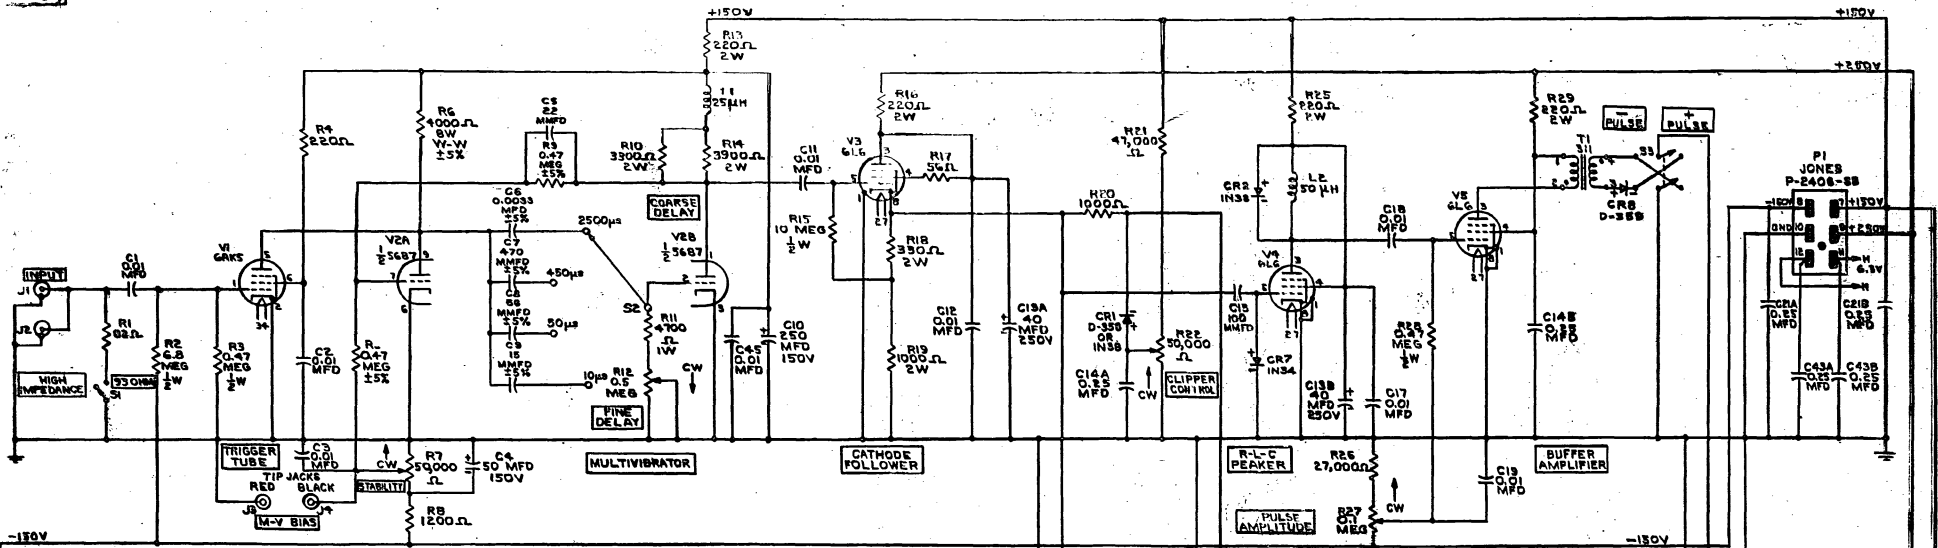 +150V
+150V
+250V
R13
220Ω
2W
25μH
R6
4000Ω
8W
W-W
±5%
C5
22
MMFD
R9
0.47
MEG
±5%
R10
3900Ω
2W
R14
3900Ω
2W
R4
220Ω
C11
0.01
MFD
V3
6L6
R16
220Ω
2W
R17
56Ω
R21
47,000
Ω
R25
220Ω
2W
R29
220Ω
2W
T1
311
-
PULSE
+
PULSE
S3
CR8
D-359
P1
JONES
P-2408-SB
-150V
+150V
GND
+250V
H
6.3V
H
C6
0.0033
MFD
±5%
2500μs
C7
470
MMFD
±5%
450μs
C8
56
MMFD
±5%
50μs
C9
15
MMFD
±5%
10μs
COARSE
DELAY
V1
6AK5
V2A
½ 5687
V2B
½ 5687
R15
10 MEG
½ W
R18
330Ω
2W
R20
1000Ω
CR2
1N38
L2
50 μH
C18
0.01
MFD
V5
6L6
V4
6L6
INPUT
J1
J2
C1
0.01
MFD
R1
82Ω
HIGH
IMPEDANCE
93 OHM
S1
R2
6.8
MEG
½W
R3
0.47
MEG
½W
C2
0.01
MFD
0.47
MEG
±5%
S2
R11
4700
Ω
1W
R12
0.5
MEG
CW
FINE
DELAY
C45
0.01
MFD
C10
250
MFD
150V
R19
1000Ω
2W
C12
0.01
MFD
C13A
40
MFD
250V
CR1
D-358
OR
1N38
C14A
0.25
MFD
R22
50,000
Ω
CW
CLIPPER
CONTROL
C15
100
MMFD
CR7
1N34
C13B
40
MFD
250V
C17
0.01
MFD
R28
0.47
MEG
½W
C14B
0.25
MFD
C21A
0.25
MFD
C21B
0.25
MFD
C43A
0.25
MFD
C43B
0.25
MFD
TRIGGER
TUBE
C3
0.01
MFD
CW
R7
50,000
Ω
STABILITY
C4
50 MFD
150V
MULTIVIBRATOR
CATHODE
FOLLOWER
R-L-C
PEAKER
R26
27,000Ω
C19
0.01
MFD
BUFFER
AMPLIFIER
TIP JACKS
RED
BLACK
J3
J4
M-V BIAS
R8
1200Ω
PULSE
AMPLITUDE
R27
0.1
MEG
CW
-150V
-150V